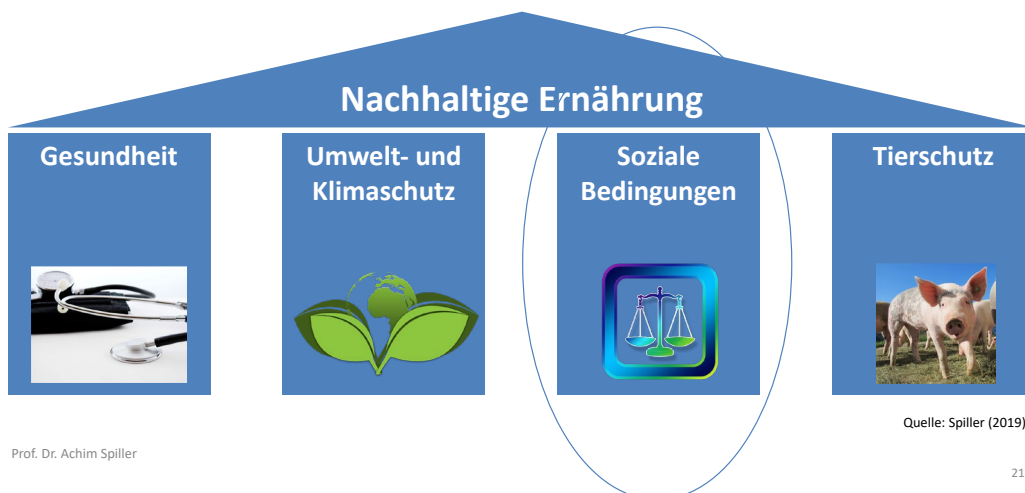 Nachhaltige Ernährung
Gesundheit
Umwelt- und
Klimaschutz
Soziale
Bedingungen
Tierschutz
Quelle: Spiller (2019)
Prof. Dr. Achim Spiller
21